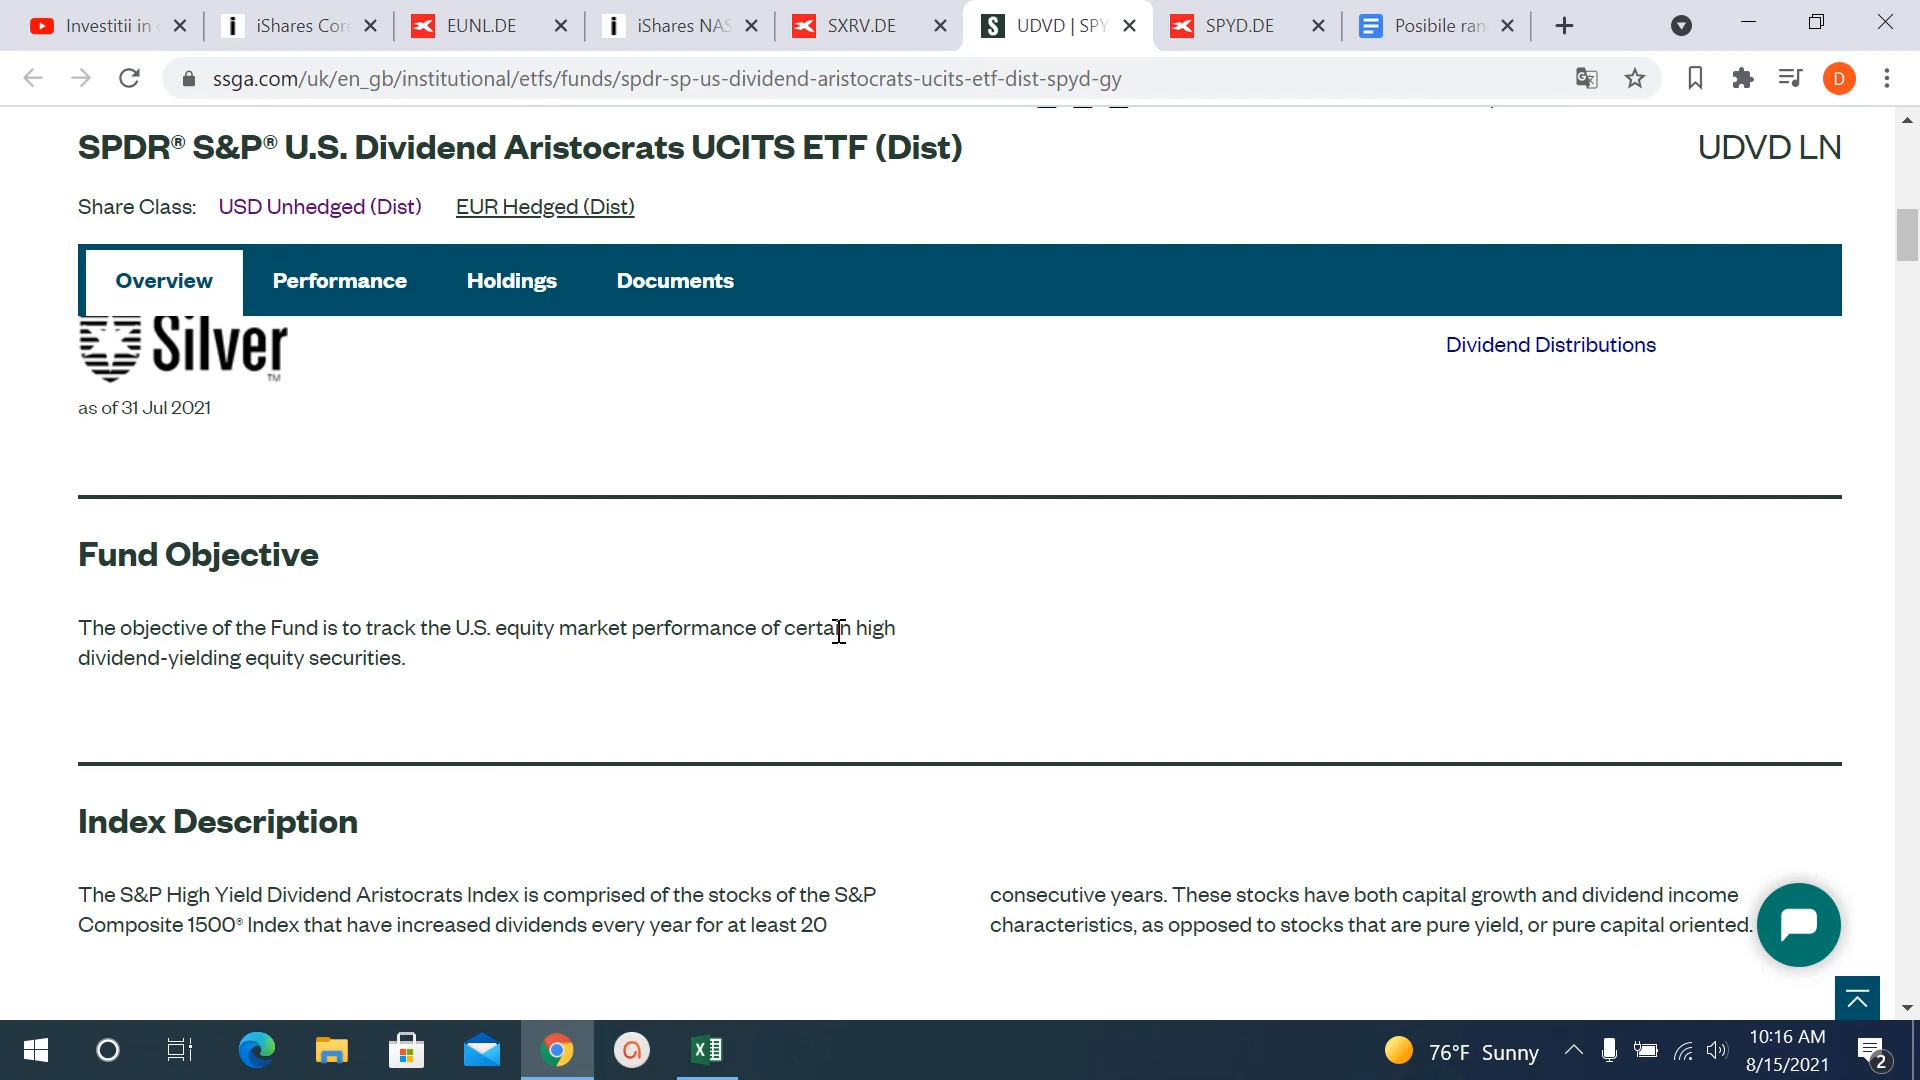 Investitii in
iShares Core
EUNL.DE
iShares NAS
SXRV.DE
UDVD | SPY
SPYD.DE
Posibile ran
ssga.com/uk/en_gb/institutional/etfs/funds/spdr-sp-us-dividend-aristocrats-ucits-etf-dist-spyd-gy
D
SPDR® S&P® U.S. Dividend Aristocrats UCITS ETF (Dist)
UDVD LN
Share Class: USD Unhedged (Dist) EUR Hedged (Dist)
Overview Performance Holdings Documents
Silver™
Dividend Distributions
as of 31 Jul 2021
Fund Objective
The objective of the Fund is to track the U.S. equity market performance of certain high
dividend-yielding equity securities.
Index Description
The S&P High Yield Dividend Aristocrats Index is comprised of the stocks of the S&P
Composite 1500® Index that have increased dividends every year for at least 20
consecutive years. These stocks have both capital growth and dividend income
characteristics, as opposed to stocks that are pure yield, or pure capital oriented.
76°F Sunny
10:16 AM
8/15/2021
2